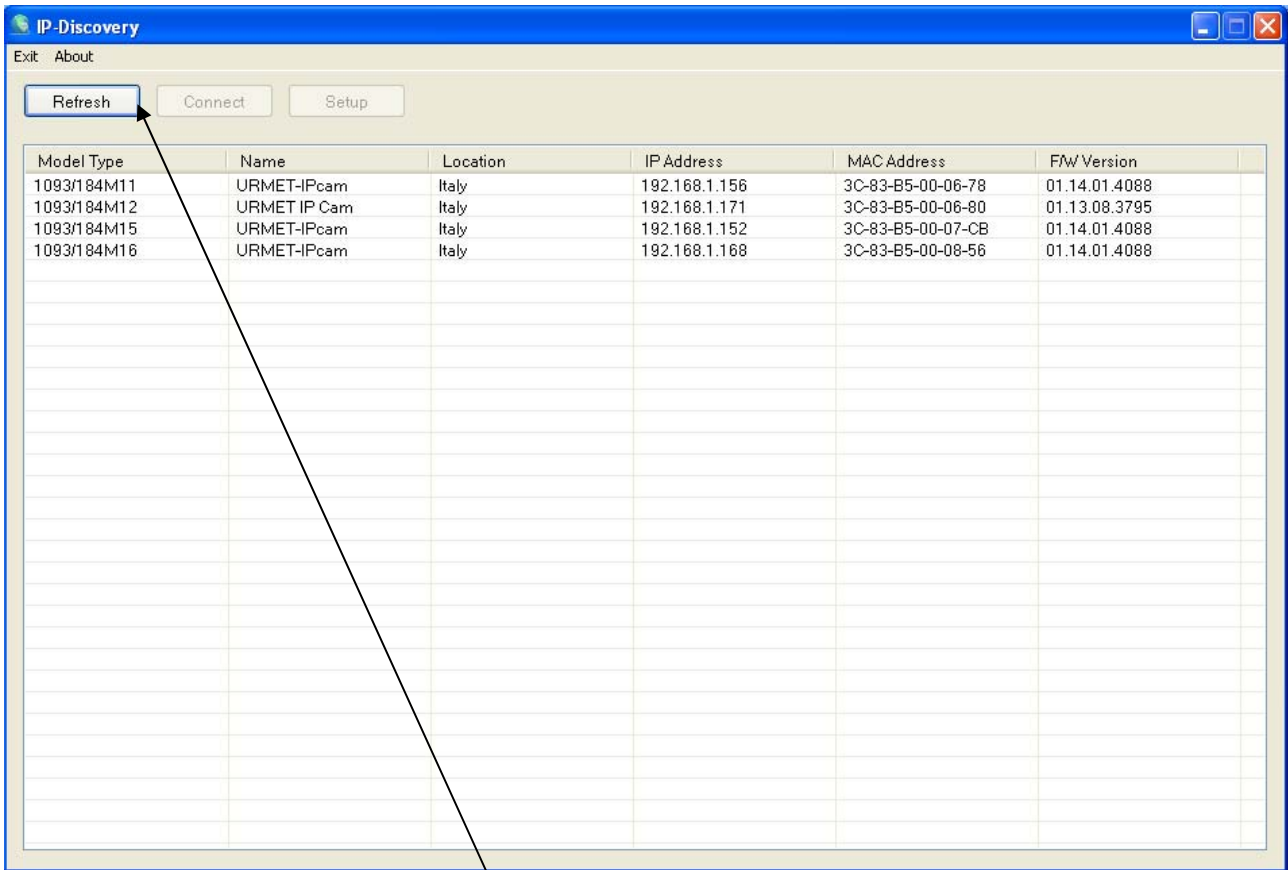 IP-Discovery
Exit About
Refresh Connect Setup
Model Type Name Location IP Address MAC Address F/W Version
1093/184M11 URMET-IPcam Italy 192.168.1.156 3C-83-B5-00-06-78 01.14.01.4088
1093/184M12 URMET IP Cam Italy 192.168.1.171 3C-83-B5-00-06-80 01.13.08.3795
1093/184M15 URMET-IPcam Italy 192.168.1.152 3C-83-B5-00-07-CB 01.14.01.4088
1093/184M16 URMET-IPcam Italy 192.168.1.168 3C-83-B5-00-08-56 01.14.01.4088